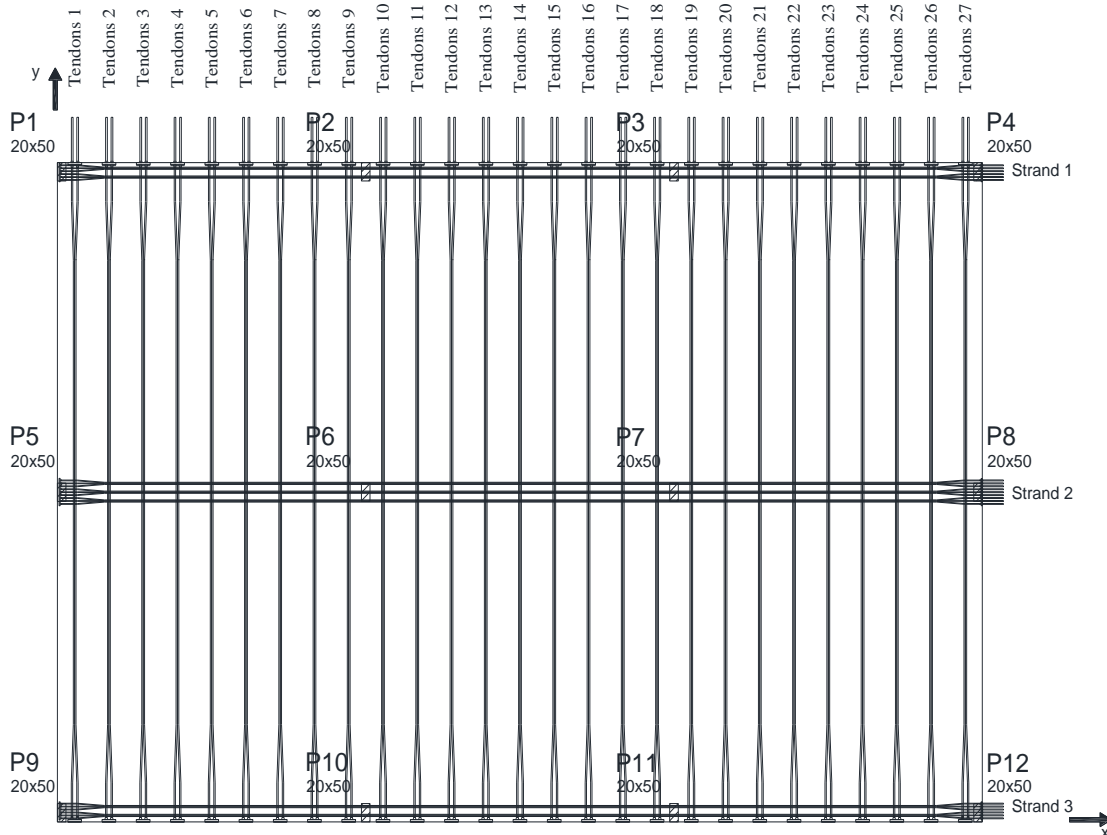 Tendons 1
Tendons 2
Tendons 3
Tendons 4
Tendons 5
Tendons 6
Tendons 7
Tendons 8
Tendons 9
Tendons 10
Tendons 11
Tendons 12
Tendons 13
Tendons 14
Tendons 15
Tendons 16
Tendons 17
Tendons 18
Tendons 19
Tendons 20
Tendons 21
Tendons 22
Tendons 23
Tendons 24
Tendons 25
Tendons 26
Tendons 27
y
P1
20x50
P2
20x50
P3
20x50
P4
20x50
Strand 1
P5
20x50
P6
20x50
P7
20x50
P8
20x50
Strand 2
P9
20x50
P10
20x50
P11
20x50
P12
20x50
Strand 3
x